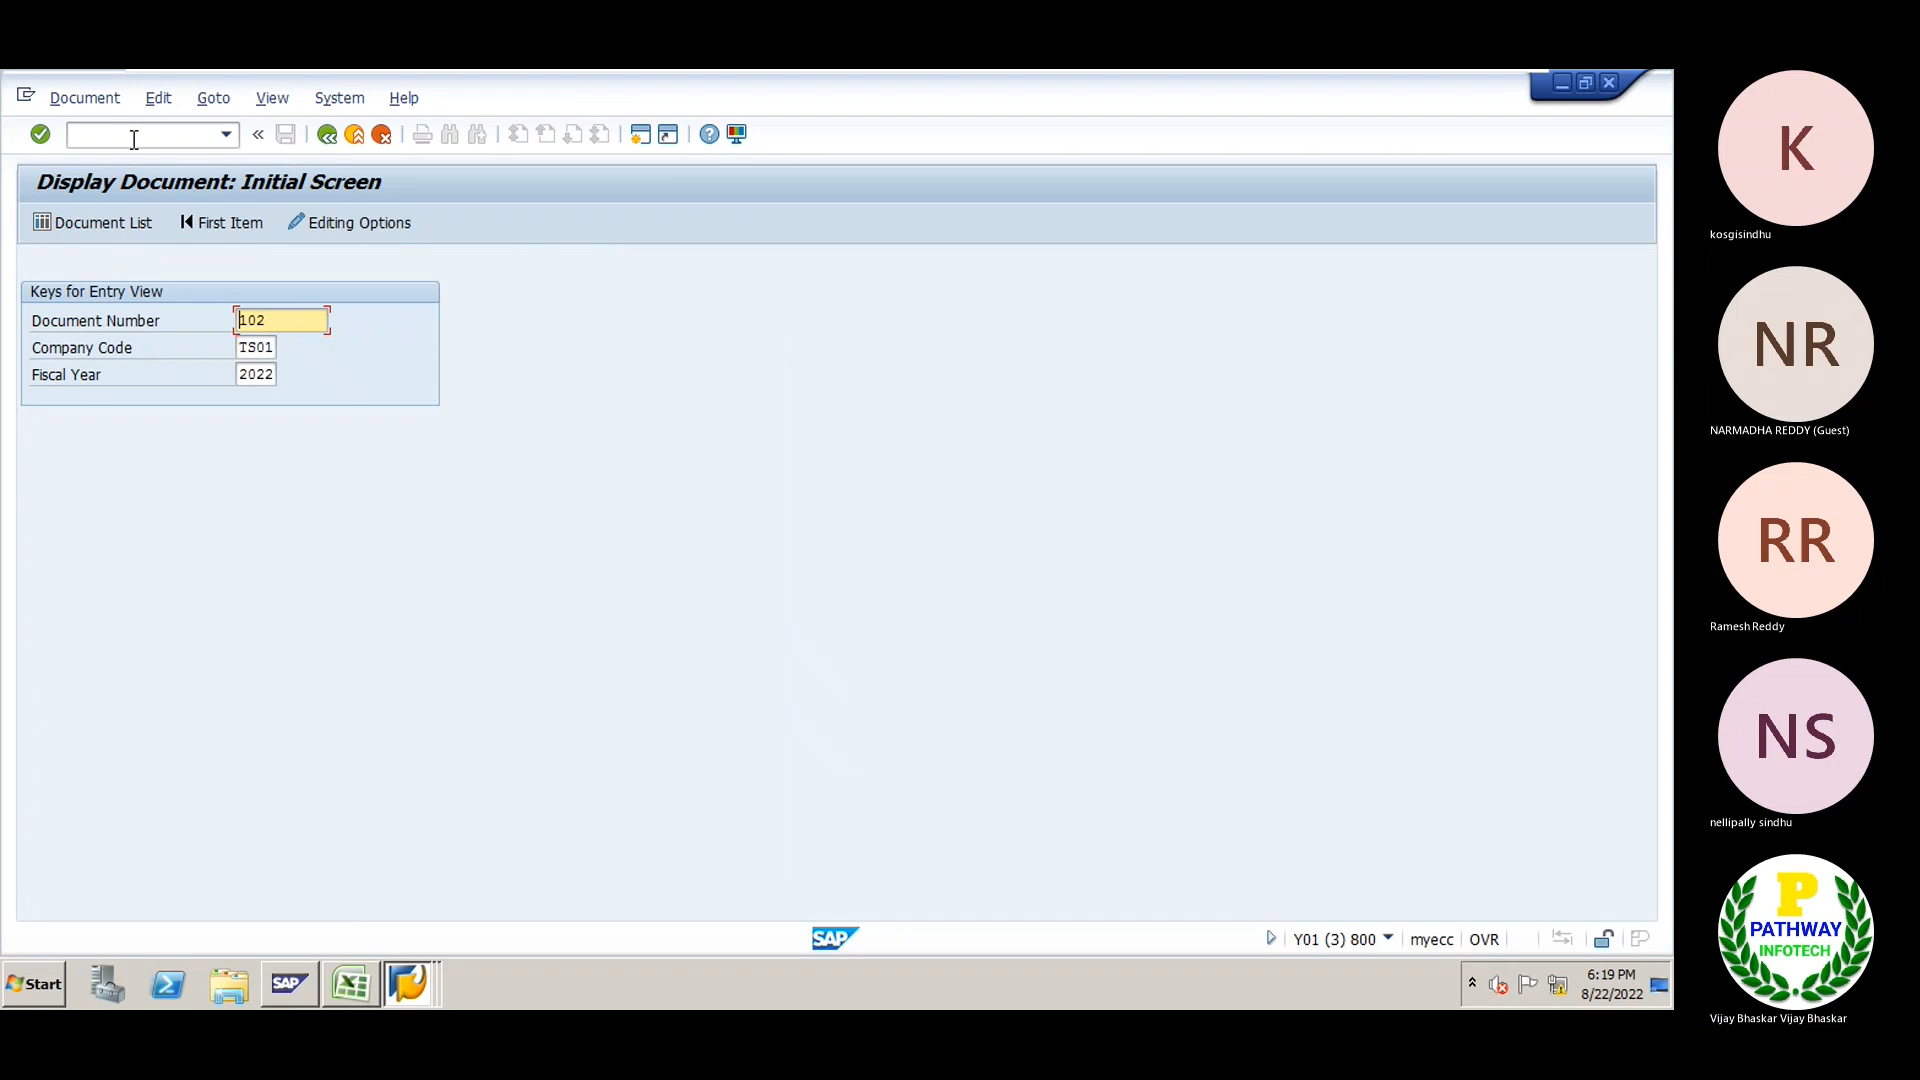 Document Edit Goto View System Help
Display Document: Initial Screen
Document List First Item Editing Options
Keys for Entry View
Document Number 102
Company Code TS01
Fiscal Year 2022
SAP Y01 (3) 800 myecc OVR
Start SAP 6:19 PM
8/22/2022
K
kosgisindhu
NR
NARMADHA REDDY (Guest)
RR
Ramesh Reddy
NS
nellipally sindhu
P
PATHWAY
INFOTECH
Vijay Bhaskar Vijay Bhaskar